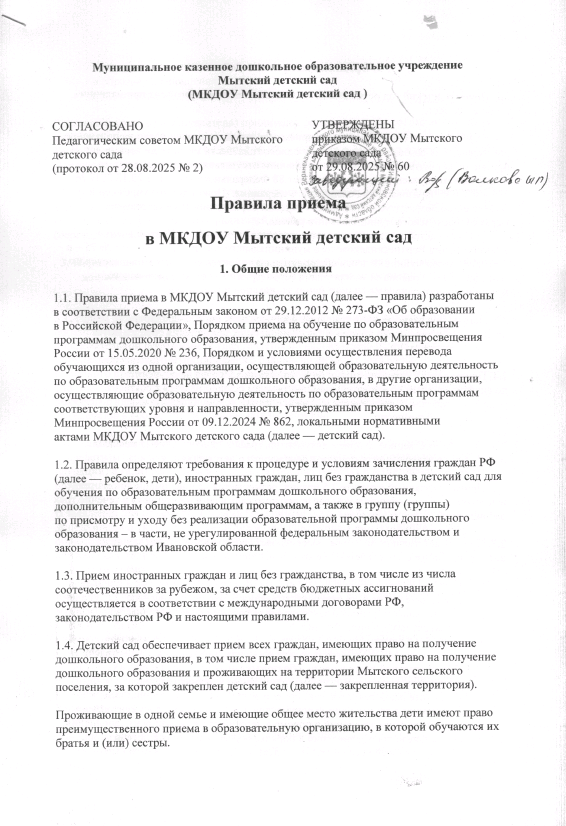 Муниципальное казенное дошкольное образовательное учреждение
Мытский детский сад
(МКДОУ Мытский детский сад )
СОГЛАСОВАНО
Педагогическим советом МКДОУ Мытского
детского сада
(протокол от 28.08.2025 № 2)
УТВЕРЖДЕНЫ
приказом МКДОУ Мытского
детского сада
от 29.08.2025 № 60
заведующий : (Волкова
Правила приема
в МКДОУ Мытский детский сад
1. Общие положения
1.1. Правила приема в МКДОУ Мытский детский сад (далее — правила) разработаны
в соответствии с Федеральным законом от 29.12.2012 № 273-ФЗ «Об образовании
в Российской Федерации», Порядком приема на обучение по образовательным
программам дошкольного образования, утвержденным приказом Минпросвещения
России от 15.05.2020 № 236, Порядком и условиями осуществления перевода
обучающихся из одной организации, осуществляющей образовательную деятельность
по образовательным программам дошкольного образования, в другие организации,
осуществляющие образовательную деятельность по образовательным программам
соответствующих уровня и направленности, утвержденным приказом
Минпросвещения России от 09.12.2024 № 862, локальными нормативными
актами МКДОУ Мытского детского сада (далее — детский сад).
1.2. Правила определяют требования к процедуре и условиям зачисления граждан РФ
(далее — ребенок, дети), иностранных граждан, лиц без гражданства в детский сад для
обучения по образовательным программам дошкольного образования,
дополнительным общеразвивающим программам, а также в группу (группы)
по присмотру и уходу без реализации образовательной программы дошкольного
образования – в части, не урегулированной федеральным законодательством и
законодательством Ивановской области.
1.3. Прием иностранных граждан и лиц без гражданства, в том числе из числа
соотечественников за рубежом, за счет средств бюджетных ассигнований
осуществляется в соответствии с международными договорами РФ,
законодательством РФ и настоящими правилами.
1.4. Детский сад обеспечивает прием всех граждан, имеющих право на получение
дошкольного образования, в том числе прием граждан, имеющих право на получение
дошкольного образования и проживающих на территории Мытского сельского
поселения, за которой закреплен детский сад (далее — закрепленная территория).
Проживающие в одной семье и имеющие общее место жительства дети имеют право
преимущественного приема в образовательную организацию, в которой обучаются их
братья и (или) сестры.